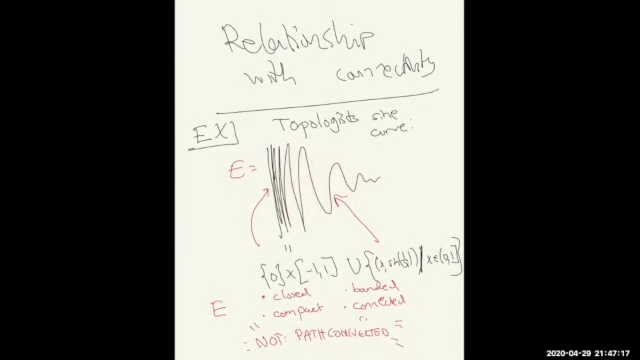 Relationship
with connectivity
EX] Topologists sine curve:
E =
{0}x[-1,1] ∪ {(x,sin(1/x)) | x∈(0,1]}
• closed • bounded
E • compact • connected
NOT: PATH CONNECTED
2020-04-29 21:47:17